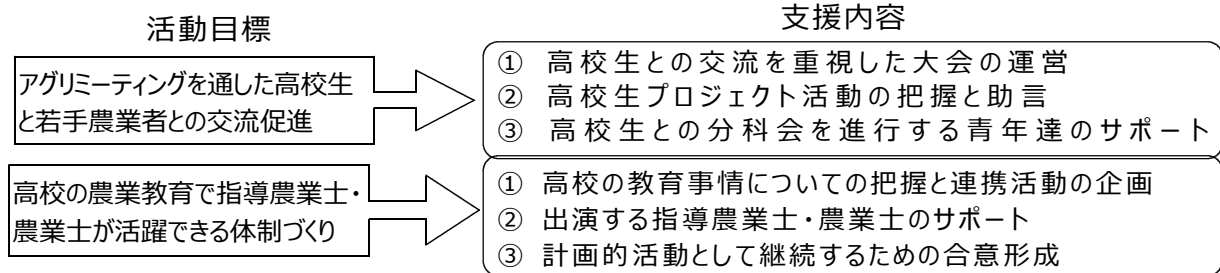 活動目標
支援内容
アグリミーティングを通した高校生
と若手農業者との交流促進
① 高校生との交流を重視した大会の運営
② 高校生プロジェクト活動の把握と助言
③ 高校生との分科会を進行する青年達のサポート
高校の農業教育で指導農業士・
農業士が活躍できる体制づくり
① 高校の教育事情についての把握と連携活動の企画
② 出演する指導農業士・農業士のサポート
③ 計画的活動として継続するための合意形成